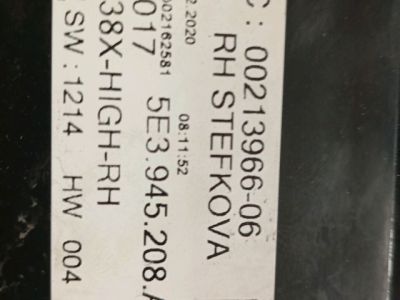 C: 00213966-06
RH STEFKOVA
2.2020 08:11:52
002162581
017 5E3.945.208.A
38X-HIGH-RH
SW:1214 HW 004